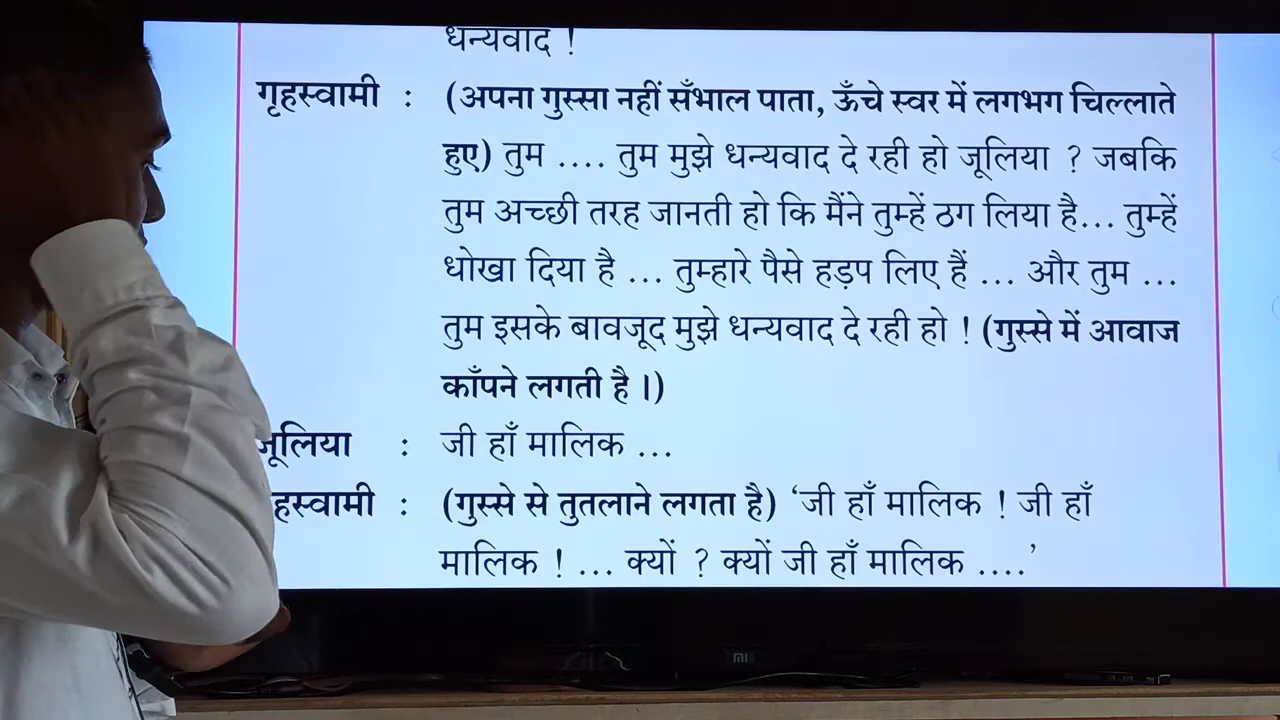 धन्यवाद !
गृहस्वामी : (अपना गुस्सा नहीं सँभाल पाता, ऊँचे स्वर में लगभग चिल्लाते
हुए) तुम .... तुम मुझे धन्यवाद दे रही हो जूलिया ? जबकि
तुम अच्छी तरह जानती हो कि मैंने तुम्हें ठग लिया है... तुम्हें
धोखा दिया है ... तुम्हारे पैसे हड़प लिए हैं ... और तुम ...
तुम इसके बावजूद मुझे धन्यवाद दे रही हो ! (गुस्से में आवाज
काँपने लगती है ।)
जूलिया : जी हाँ मालिक ...
हस्वामी : (गुस्से से तुतलाने लगता है) ‘जी हाँ मालिक ! जी हाँ
मालिक ! ... क्यों ? क्यों जी हाँ मालिक ....’
mi